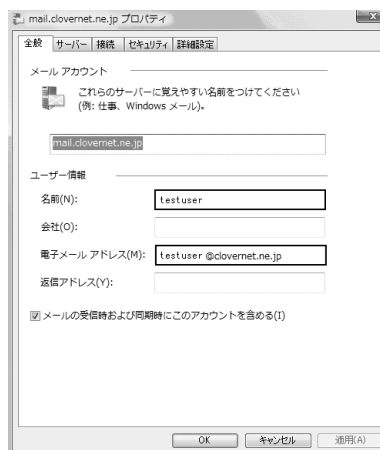 mail.clovernet.ne.jp プロパティ
全般 サーバー 接続 セキュリティ 詳細設定
メール アカウント
これらのサーバーに覚えやすい名前をつけてください
(例: 仕事、Windows メール)。
mail.clovernet.ne.jp
ユーザー情報
名前(N): testuser
会社(O):
電子メール アドレス(M): testuser @clovernet.ne.jp
返信アドレス(Y):
メールの受信時および同期時にこのアカウントを含める(I)
OK キャンセル 適用(A)